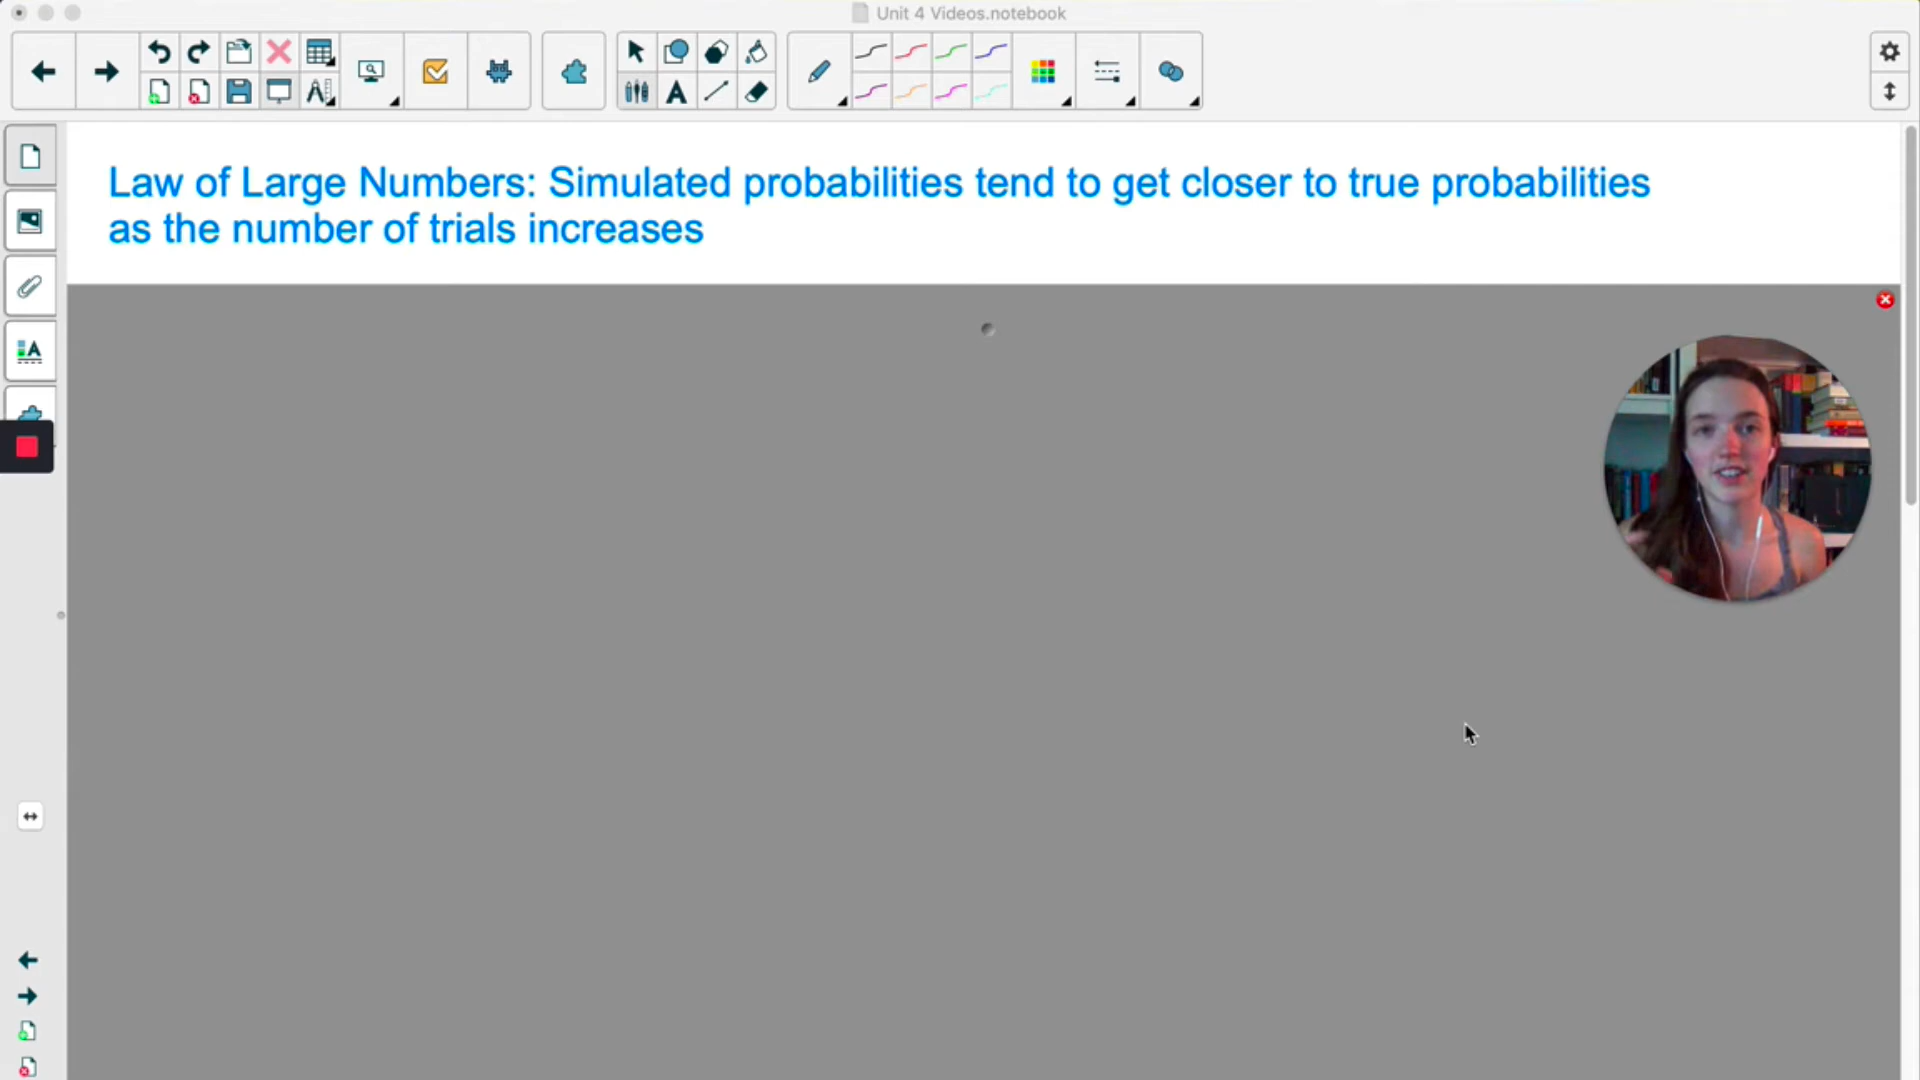 Unit 4 Videos.notebook
Law of Large Numbers: Simulated probabilities tend to get closer to true probabilities
as the number of trials increases